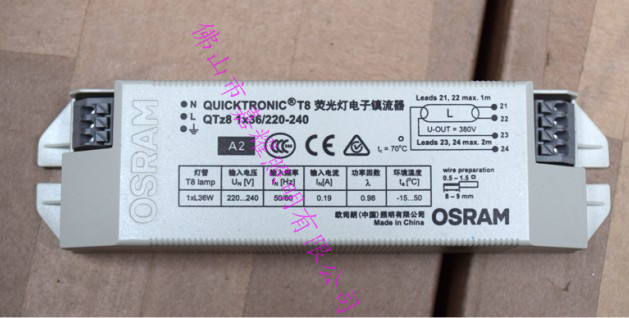 N QUICKTRONIC® T8 荧光灯电子镇流器
L QTz8 1x36/220-240
A2 CCC CE tc = 70°C
Leads 21, 22 max. 1m
L
21
22
U-OUT = 380V
23
24
Leads 23, 24 max. 2m
灯管 输入电压 输入频率 输入电流 功率因数 环境温度
T8 lamp UN [V] fN [Hz] IN[A] λ ta [°C]
1xL36W 220...240 50/60 0.19 0.98 -15...50
wire preparation
0.5 - 1.5
8 – 9 mm
欧司朗(中国)照明有限公司
Made in China
OSRAM
OSRAM
佛山市 耀照明有限公司